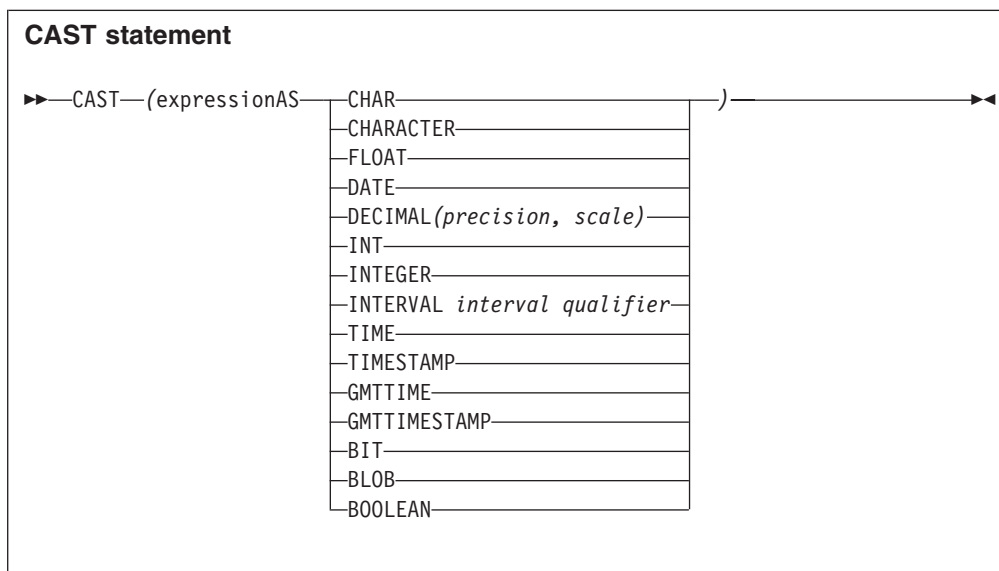 CAST statement
CAST (expressionAS CHAR )
CHARACTER
FLOAT
DATE
DECIMAL(precision, scale)
INT
INTEGER
INTERVAL interval qualifier
TIME
TIMESTAMP
GMTTIME
GMTTIMESTAMP
BIT
BLOB
BOOLEAN